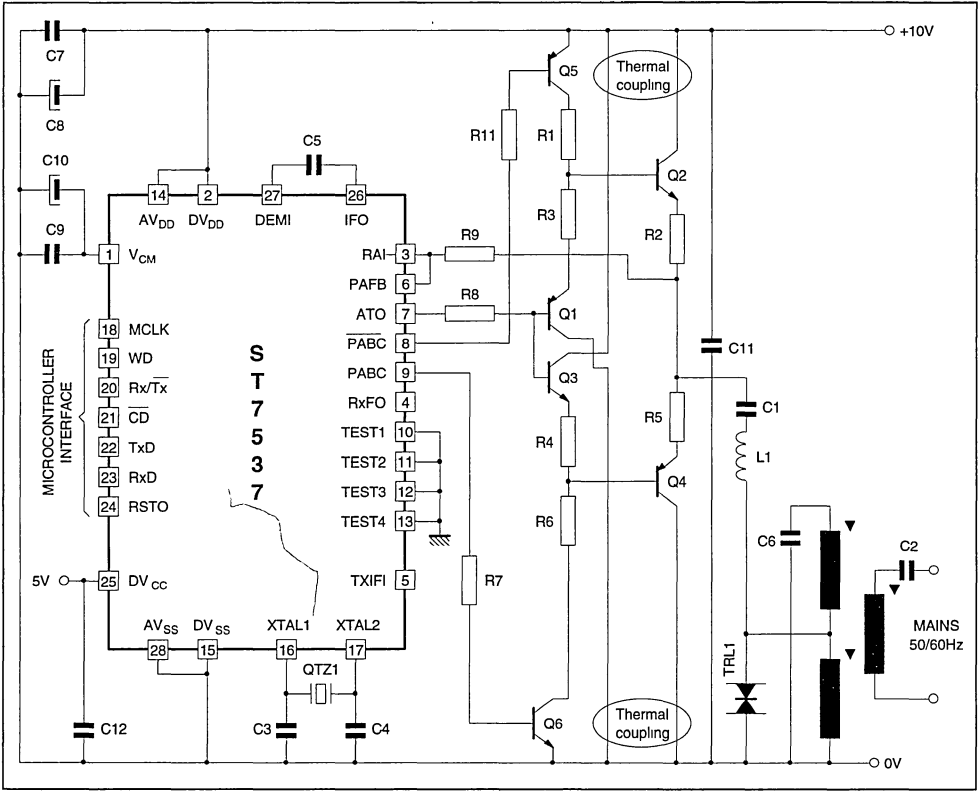 C7
+10V
C8
Q5
Thermal
coupling
R11
R1
C10
C5
14
2
27
26
AVDD
DVDD
DEMI
IFO
Q2
R3
R2
C9
1
VCM
RAI
3
R9
PAFB
6
R8
ATO
7
Q1
18
MCLK
PABC
8
C11
MICROCONTROLLER
INTERFACE
19
WD
PABC
9
Q3
20
Rx/Tx
RxFO
4
C1
21
CD
TEST1
10
R4
R5
22
TxD
TEST2
11
L1
23
RxD
TEST3
12
Q4
24
RSTO
TEST4
13
R6
ST7537
C6
C2
5V
25
DVCC
TXIFI
5
R7
MAINS
50/60Hz
AVSS
DVSS
XTAL1
XTAL2
28
15
16
17
QTZ1
TRL1
C12
C3
C4
Q6
Thermal
coupling
0V